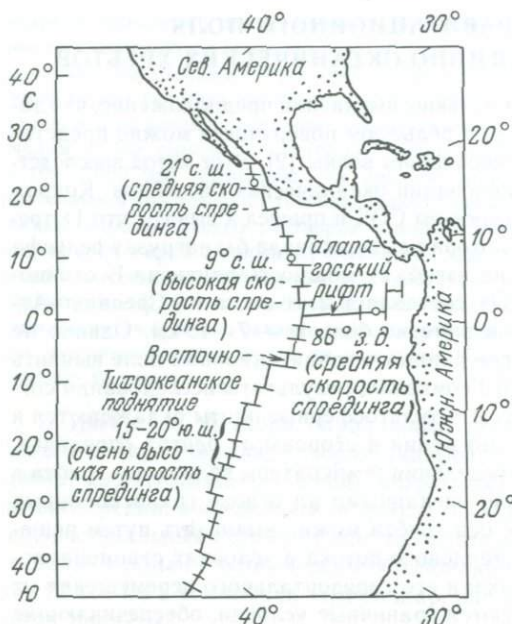 40°
30°
40°
С
30°
20°
10°
0°
10°
20°
30°
40°
Ю
Сев. Америка
20°
21° с. ш.
(средняя ско-
рость спре-
динга)
10°
Галапа-
госский
рифт
9° с. ш.
(высокая ско-
рость спре-
динга
0°
86° з. д.
(средняя
скорость
спрединга)
Южн. Америка
Восточно-
Тихоокеанское
поднятие
10°
15–20° ю. ш.
(очень высо-
кая скорость
спрединга)
20°
40°
30°